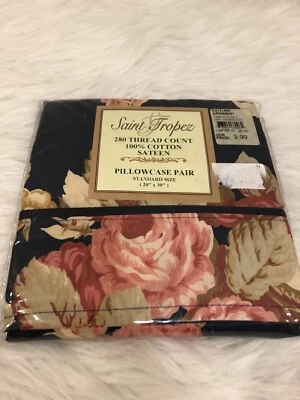 Saint Tropez
280 THREAD COUNT
100% COTTON
SATEEN
PILLOWCASE PAIR
STANDARD SIZE
( 20" x 30" )
9.99